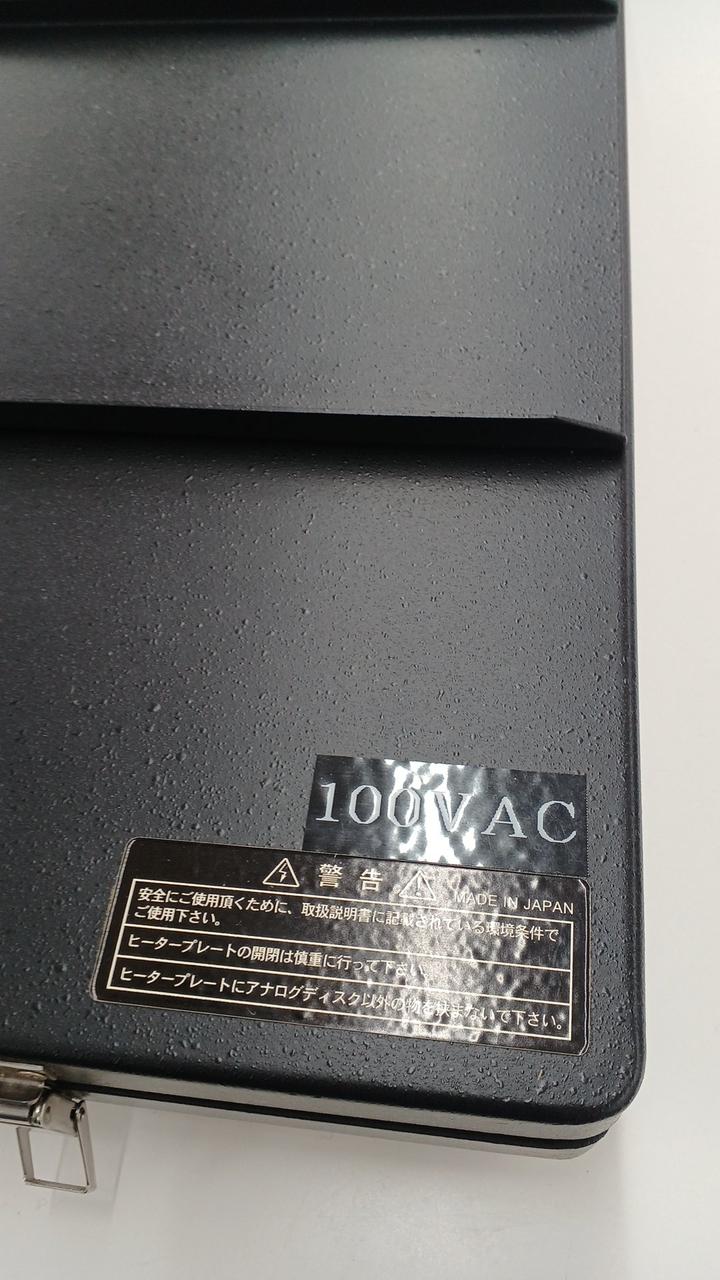 100V AC
警告
MADE IN JAPAN
安全にご使用頂くために、取扱説明書に記載されている環境条件で
ご使用下さい。
ヒータープレートの開閉は慎重に行って下さい。
ヒータープレートにアナログディスク以外の物を挟まないで下さい。